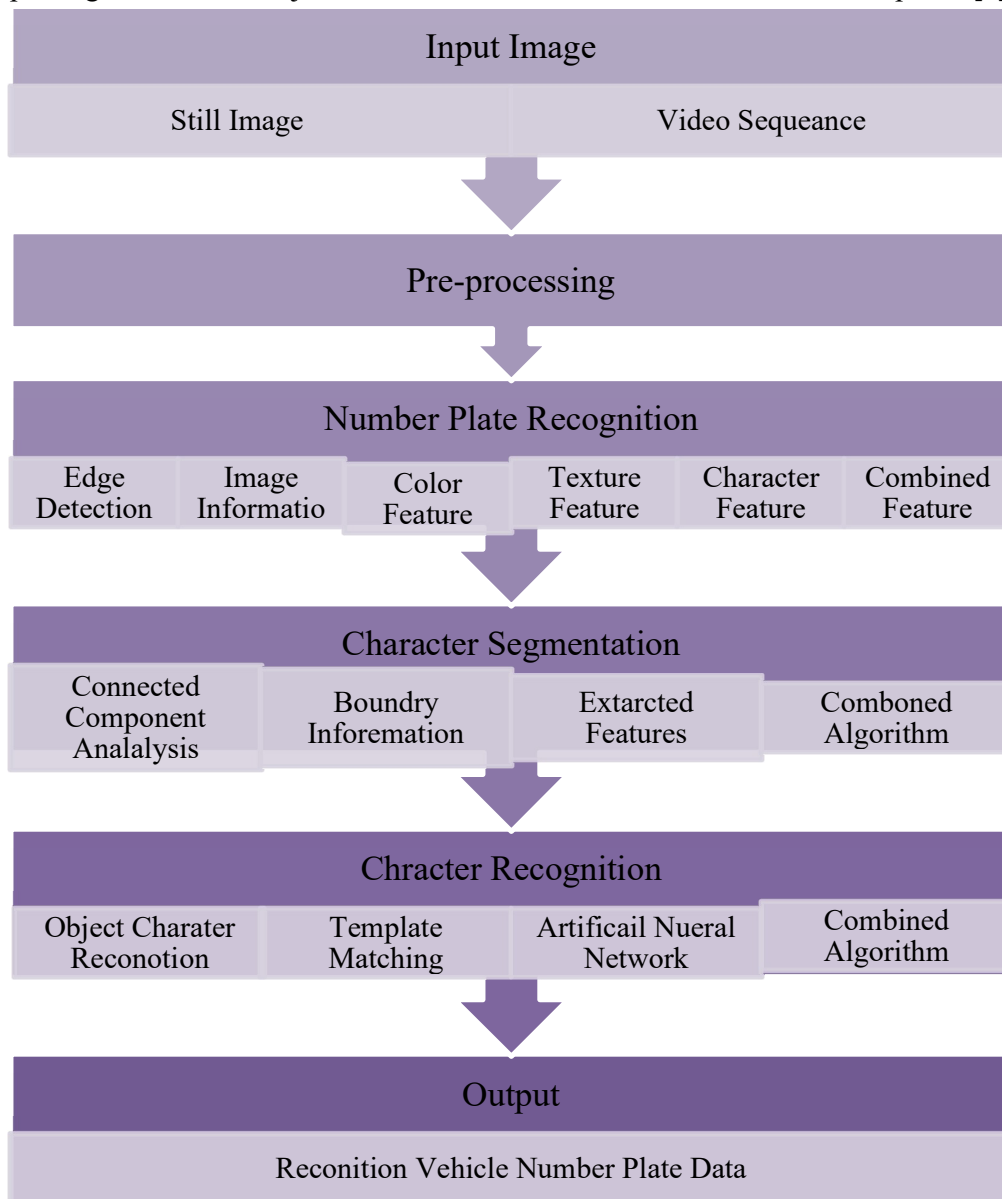 Input Image
Still Image Video Sequeance
Pre-processing
Number Plate Recognition
Edge Detection
Image Informatio
Color Feature
Texture Feature
Character Feature
Combined Feature
Character Segmentation
Connected Component Analalysis
Boundry Inforemation
Extarcted Features
Comboned Algorithm
Chracter Recognition
Object Charater Reconotion
Template Matching
Artificail Nueral Network
Combined Algorithm
Output
Reconition Vehicle Number Plate Data